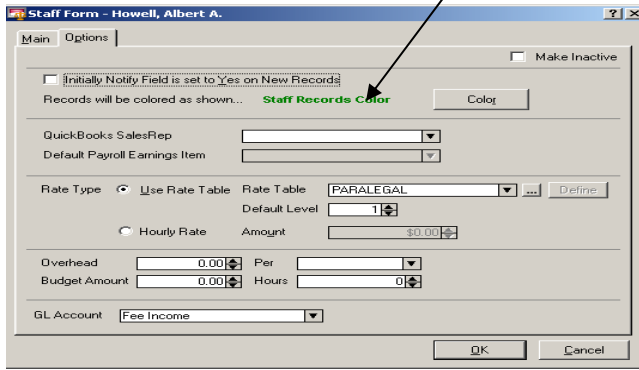 Staff Form - Howell, Albert A.
Main Options
Make Inactive
Initially Notify Field is set to Yes on New Records
Records will be colored as shown... Staff Records Color Color
QuickBooks SalesRep
Default Payroll Earnings Item
Rate Type Use Rate Table Rate Table PARALEGAL ... Define
Default Level 1
Hourly Rate Amount $0.00
Overhead 0.00 Per
Budget Amount 0.00 Hours 0
GL Account Fee Income
OK Cancel